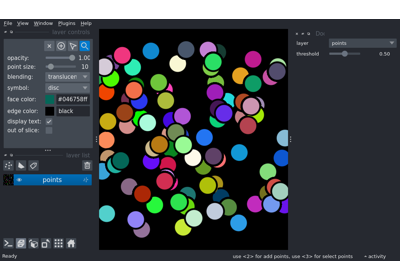 File View Window Plugins Help
layer controls
opacity: 1.00
point size: 10
blending: translucen
symbol: disc
face color: #046758ff
edge color: black
display text:
out of slice:
layer list
points
layer points
threshold 0.50
Ready
use <2> for add points, use <3> for select points
activity